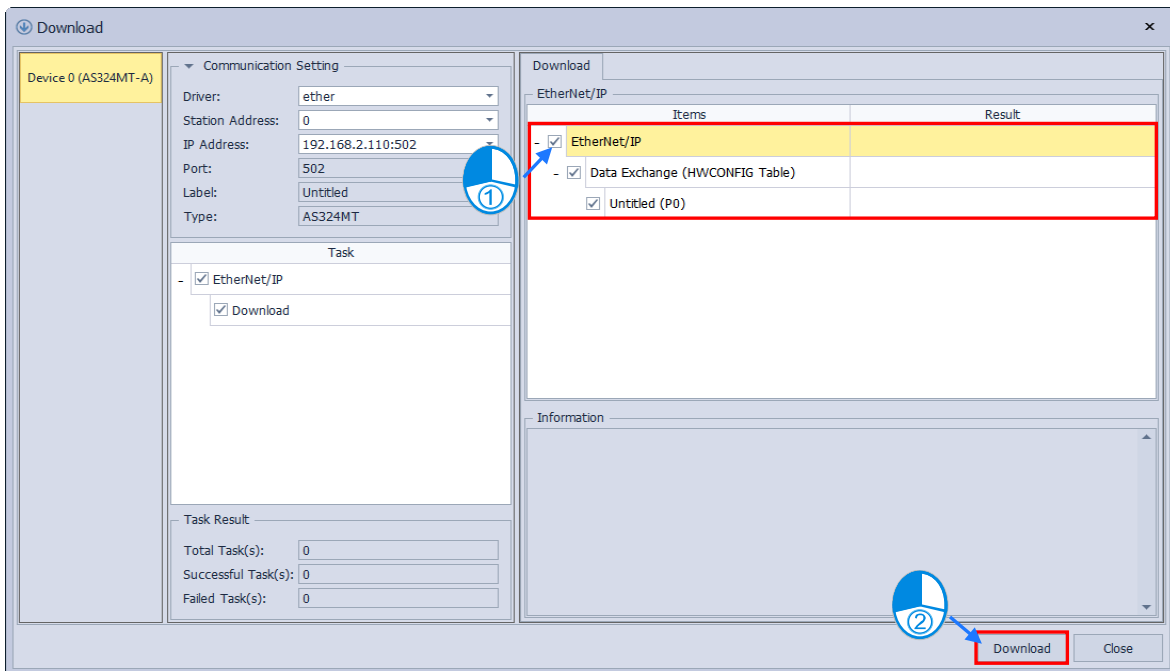 Download
Device 0 (AS324MT-A)
Communication Setting
Driver: ether
Station Address: 0
IP Address: 192.168.2.110:502
Port: 502
Label: Untitled
Type: AS324MT
Task
EtherNet/IP
Download
Task Result
Total Task(s): 0
Successful Task(s): 0
Failed Task(s): 0
Download
EtherNet/IP
Items Result
EtherNet/IP
Data Exchange (HWCONFIG Table)
Untitled (P0)
①
Information
②
Download Close